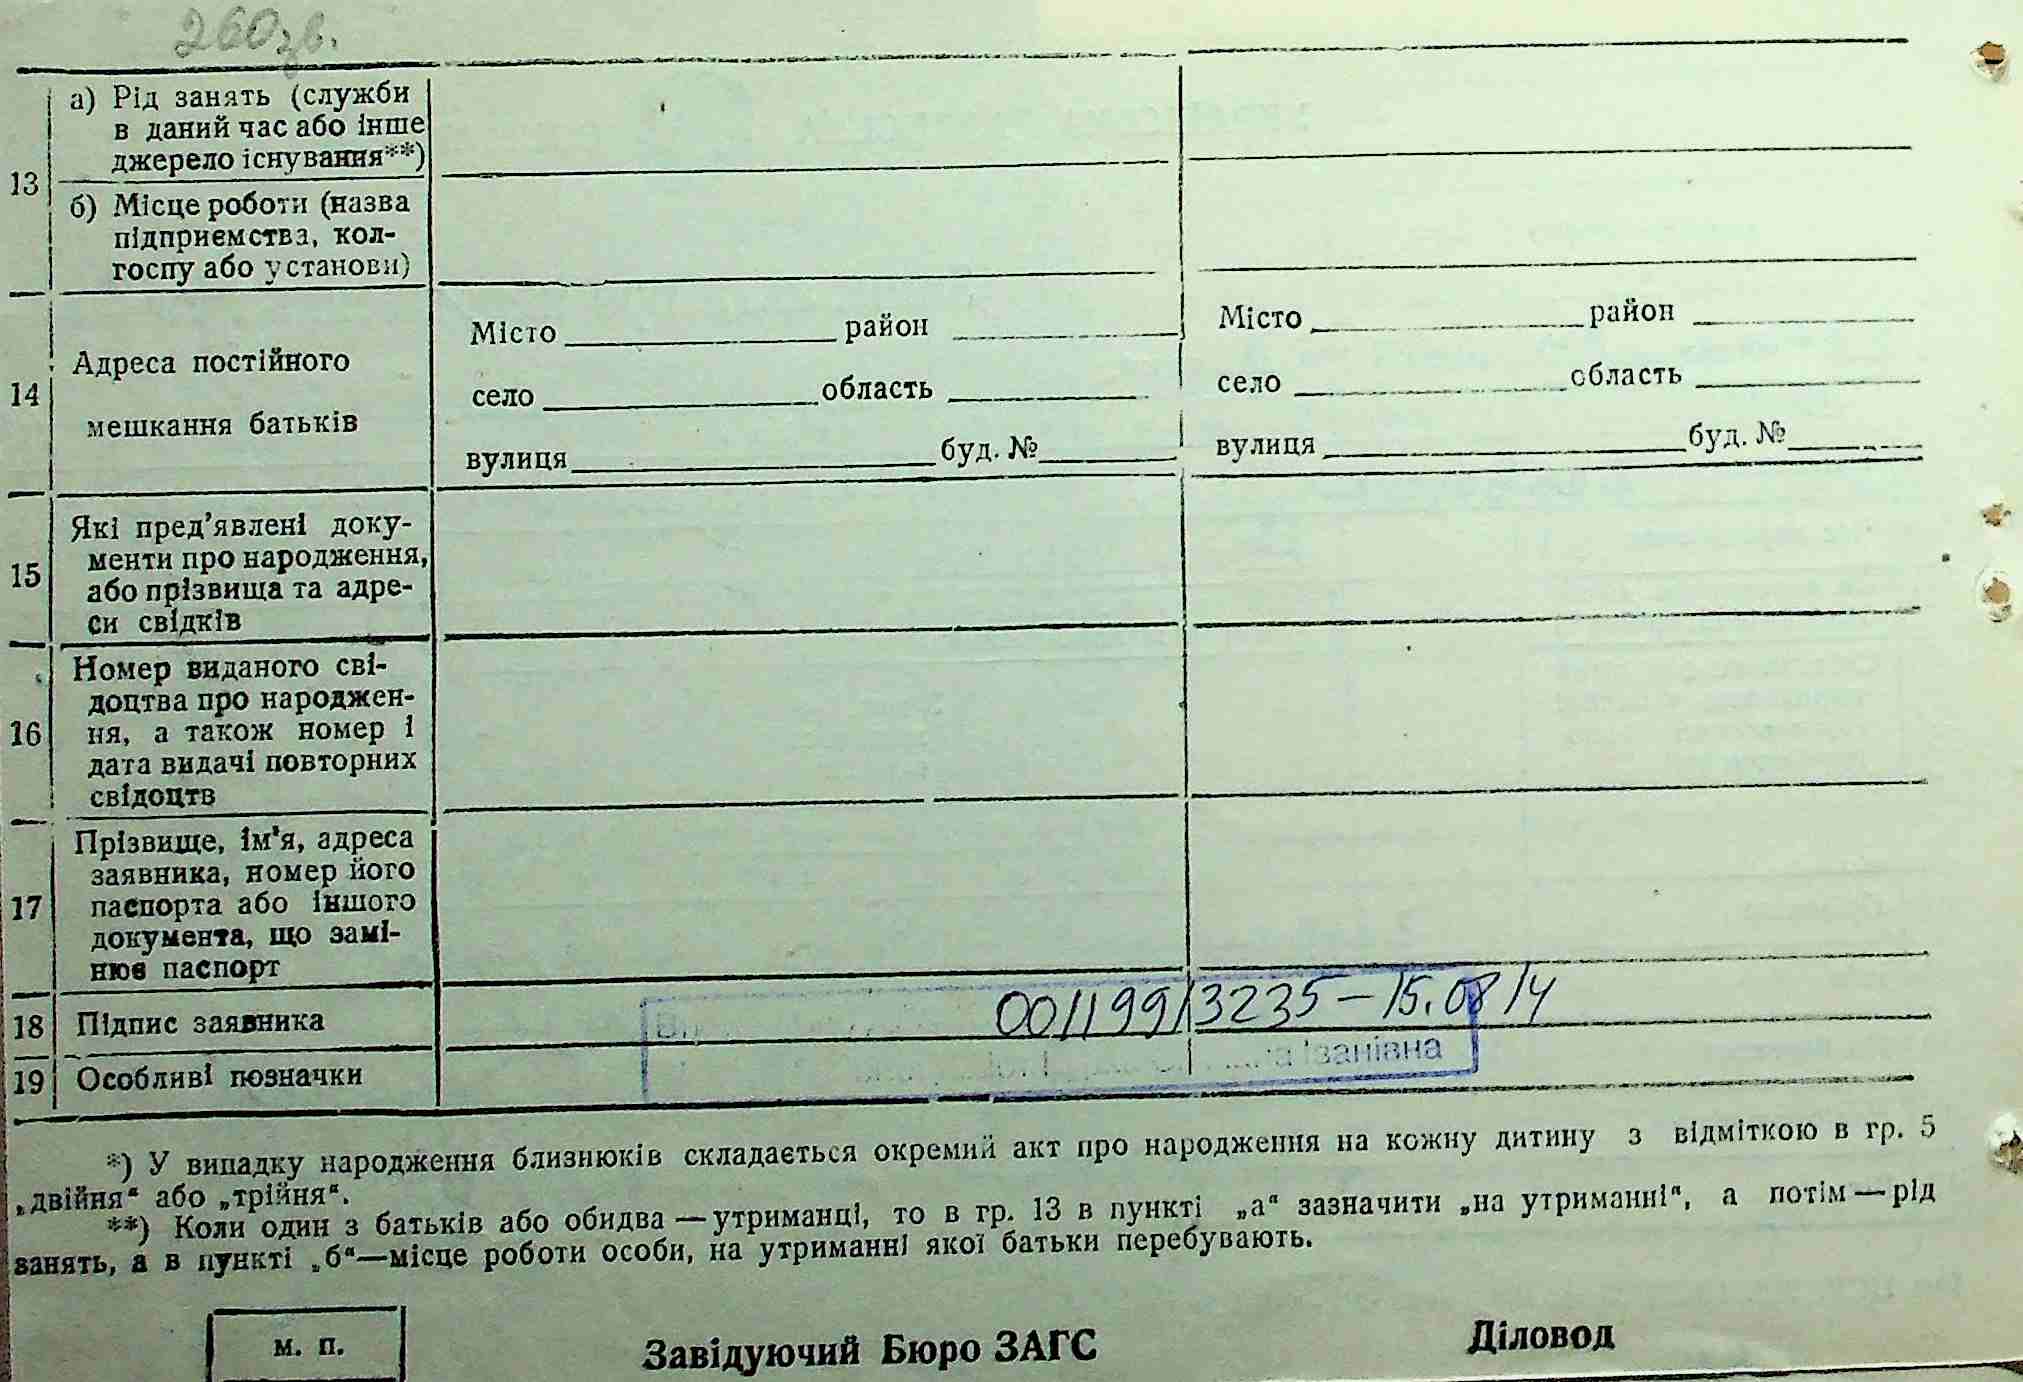 260зв.
13
а) Рід занять (служби
в даний час або інше
джерело існування**)
б) Місце роботи (назва
підприємства, кол-
госпу або установи)
14
Адреса постійного
мешкання батьків
Місто район
село область
вулиця буд. №
Місто район
село область
вулиця буд. №
15
Які пред’явлені доку-
менти про народження,
або прізвища та адре-
си свідків
16
Номер виданого сві-
доцтва про народжен-
ня, а також номер і
дата видачі повторних
свідоцтв
17
Прізвище, ім'я, адреса
заявника, номер його
паспорта або іншого
документа, що замі-
нює паспорт
18 Підпис заявника
00/1199/3235 – 15.08/14
Іванівна
19 Особливі позначки
*) У випадку народження близнюків складається окремий акт про народження на кожну дитину з відміткою в гр. 5
„двійня“ або „трійня“.
**) Коли один з батьків або обидва — утриманці, то в гр. 13 в пункті „а“ зазначити „на утриманні“, а потім — рід
занять, а в пункті „б“—місце роботи особи, на утриманні якої батьки перебувають.
м. п.
Завідуючий Бюро ЗАГС
Діловод